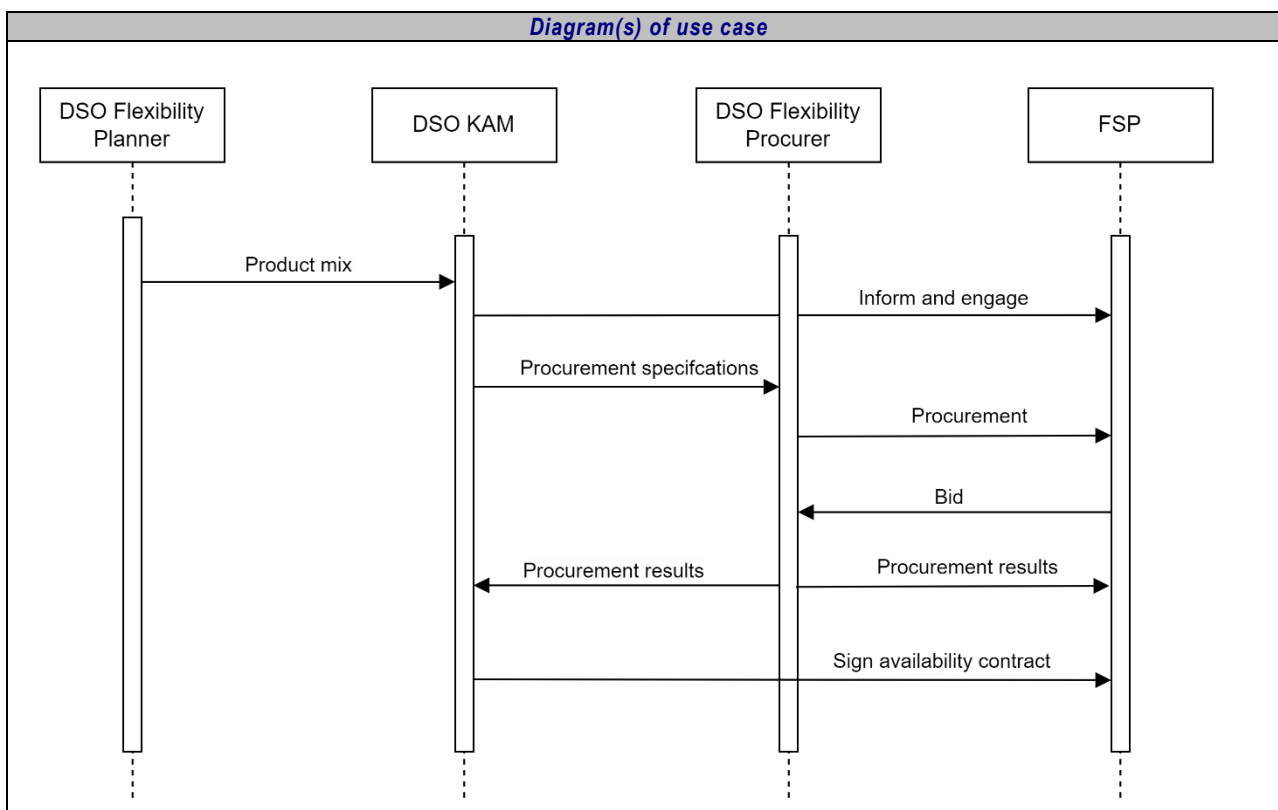 Diagram(s) of use case
DSO Flexibility
Planner
DSO KAM
DSO Flexibility
Procurer
FSP
Product mix
Inform and engage
Procurement specifcations
Procurement
Bid
Procurement results
Procurement results
Sign availability contract